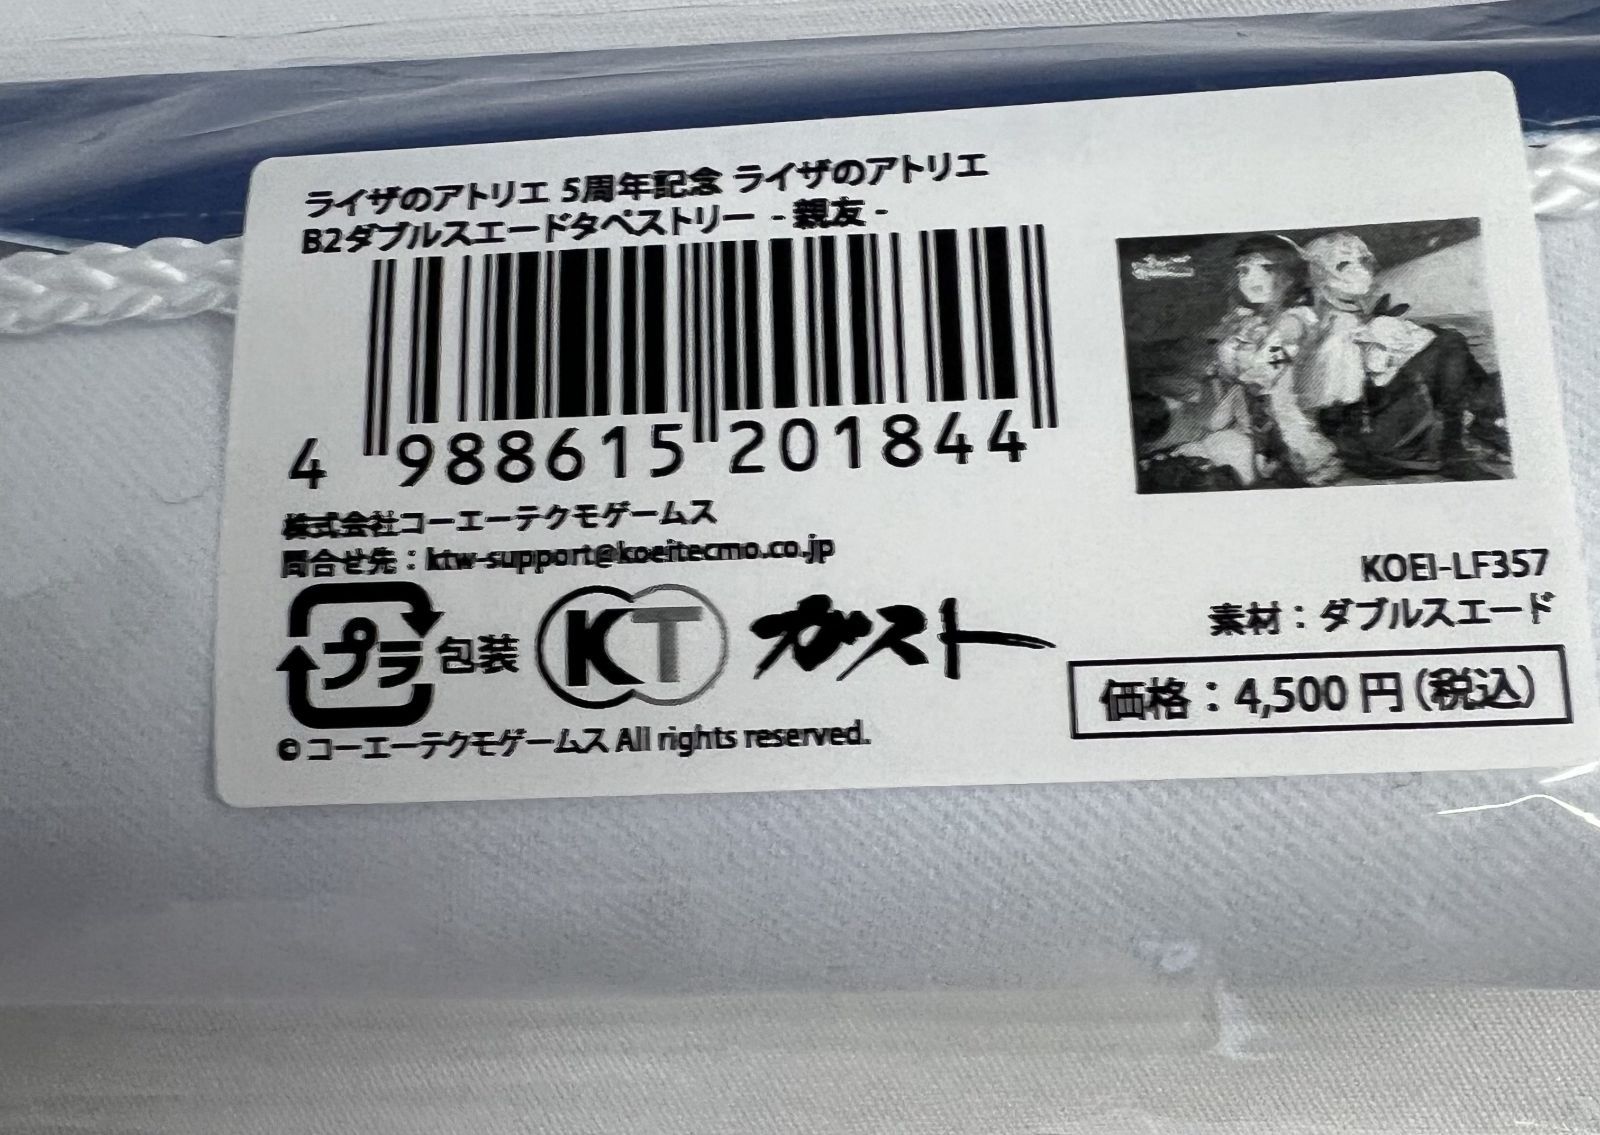 ライザのアトリエ 5周年記念 ライザのアトリエ
B2ダブルスエードタペストリー - 親友 -
4 988615 201844
株式会社コーエーテクモゲームス
問合せ先：ktw-support@koeitecmo.co.jp
プラ 包装 KT ガスト
©コーエーテクモゲームス All rights reserved.
KOEI-LF357
素材：ダブルスエード
価格：4,500 円（税込）